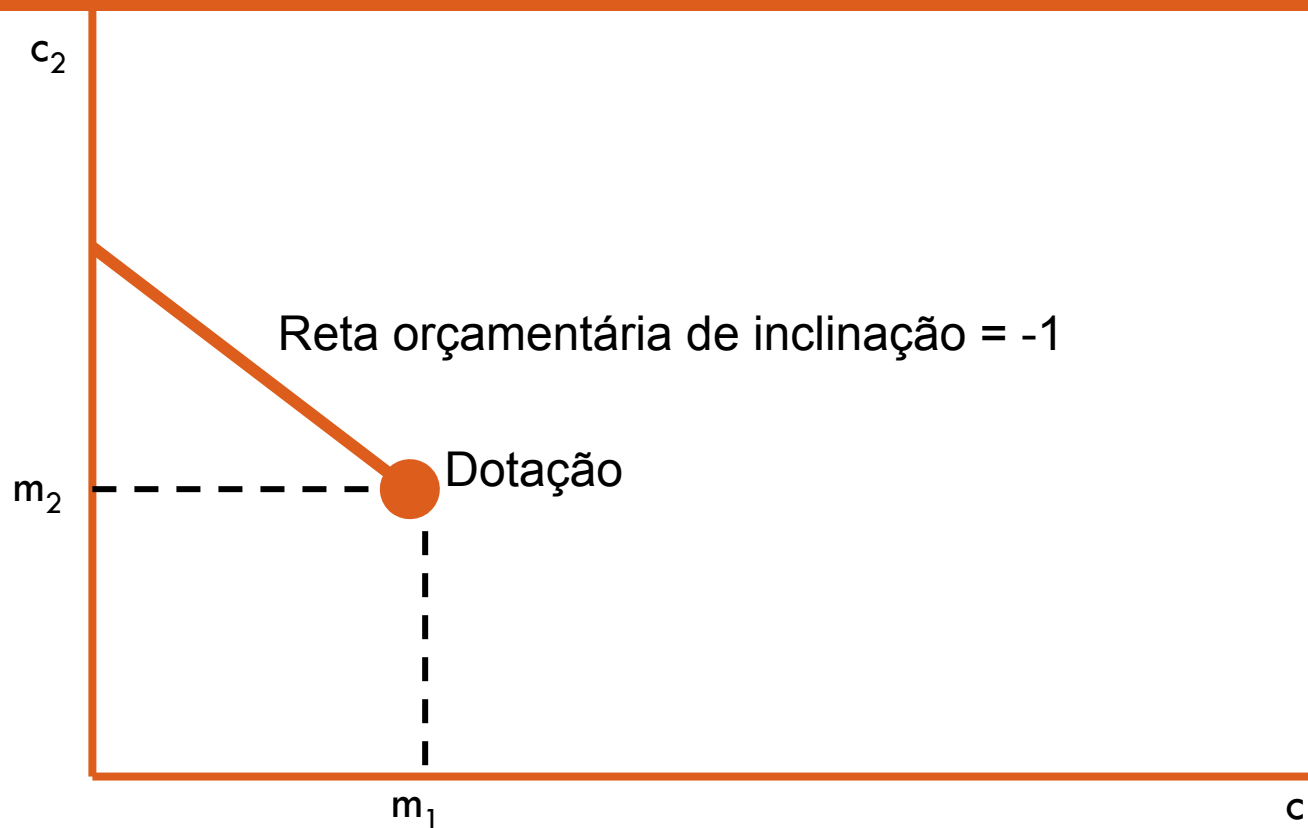 c₂
Reta orçamentária de inclinação = -1
Dotação
m₂
m₁
c